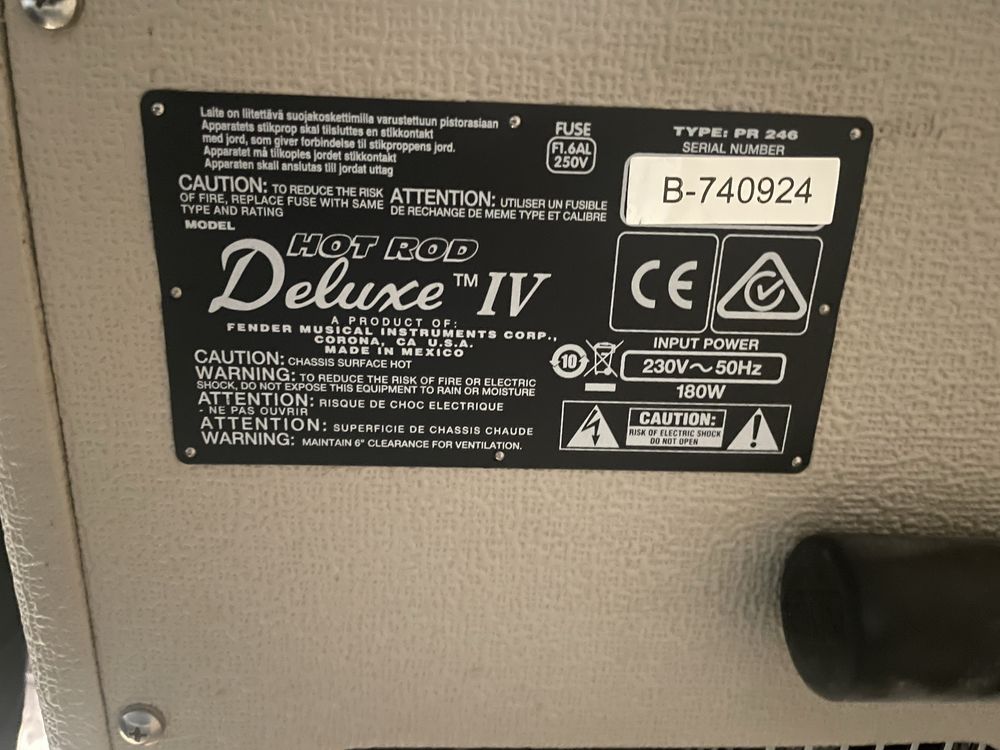 Laite on liitettävä suojakoskettimilla varustettuun pistorasiaan
Apparatets stikprop skal tilsluttes en stikkontakt
med jord, som giver forbindelse til stikproppens jord.
Apparatet må tilkoples jordet stikkontakt
Apparaten skall anslutas till jordat uttag
FUSE
F1.6AL
250V
TYPE: PR 246
SERIAL NUMBER
B-740924
CAUTION: TO REDUCE THE RISK
OF FIRE, REPLACE FUSE WITH SAME
TYPE AND RATING
ATTENTION: UTILISER UN FUSIBLE
DE RECHANGE DE MEME TYPE ET CALIBRE
MODEL
HOT ROD
Deluxe™ IV
A PRODUCT OF:
FENDER MUSICAL INSTRUMENTS CORP.,
CORONA, CA U.S.A.
MADE IN MEXICO
CE
INPUT POWER
10
230V~50Hz
180W
CAUTION: CHASSIS SURFACE HOT
WARNING: TO REDUCE THE RISK OF FIRE OR ELECTRIC
SHOCK, DO NOT EXPOSE THIS EQUIPMENT TO RAIN OR MOISTURE
ATTENTION: RISQUE DE CHOC ELECTRIQUE
- NE PAS OUVRIR
ATTENTION: SUPERFICIE DE CHASSIS CHAUDE
WARNING: MAINTAIN 6" CLEARANCE FOR VENTILATION.
CAUTION:
RISK OF ELECTRIC SHOCK
DO NOT OPEN